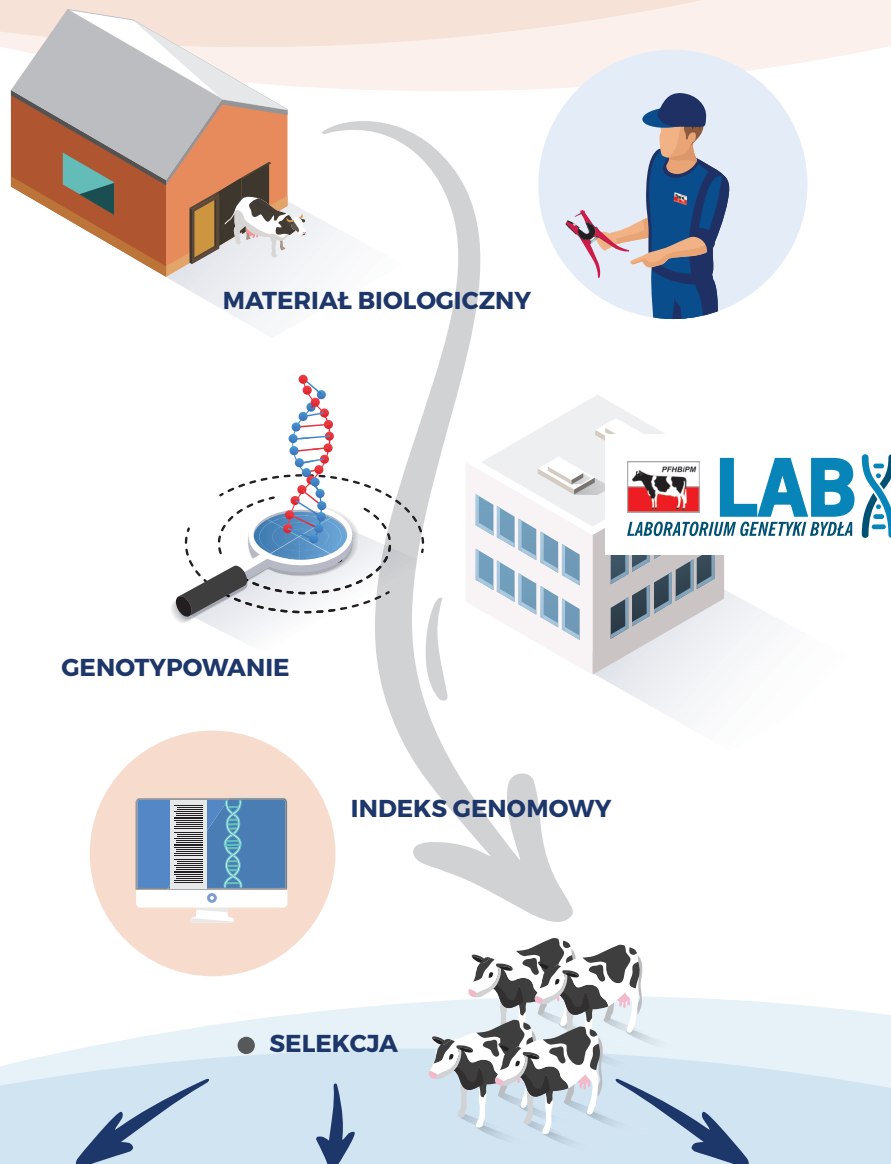 MATERIAŁ BIOLOGICZNY
PFHBiPM
LAB
LABORATORIUM GENETYKI BYDŁA
GENOTYPOWANIE
INDEKS GENOMOWY
SELEKCJA